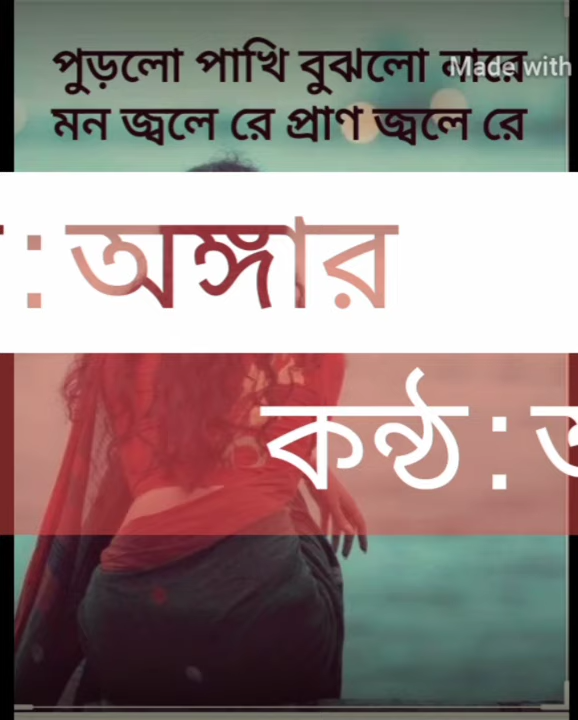 পুড়লো পাখি বুঝলো নারে
Made with
মন জ্বলে রে প্রাণ জ্বলে রে
:অঙ্গার
কন্ঠ: